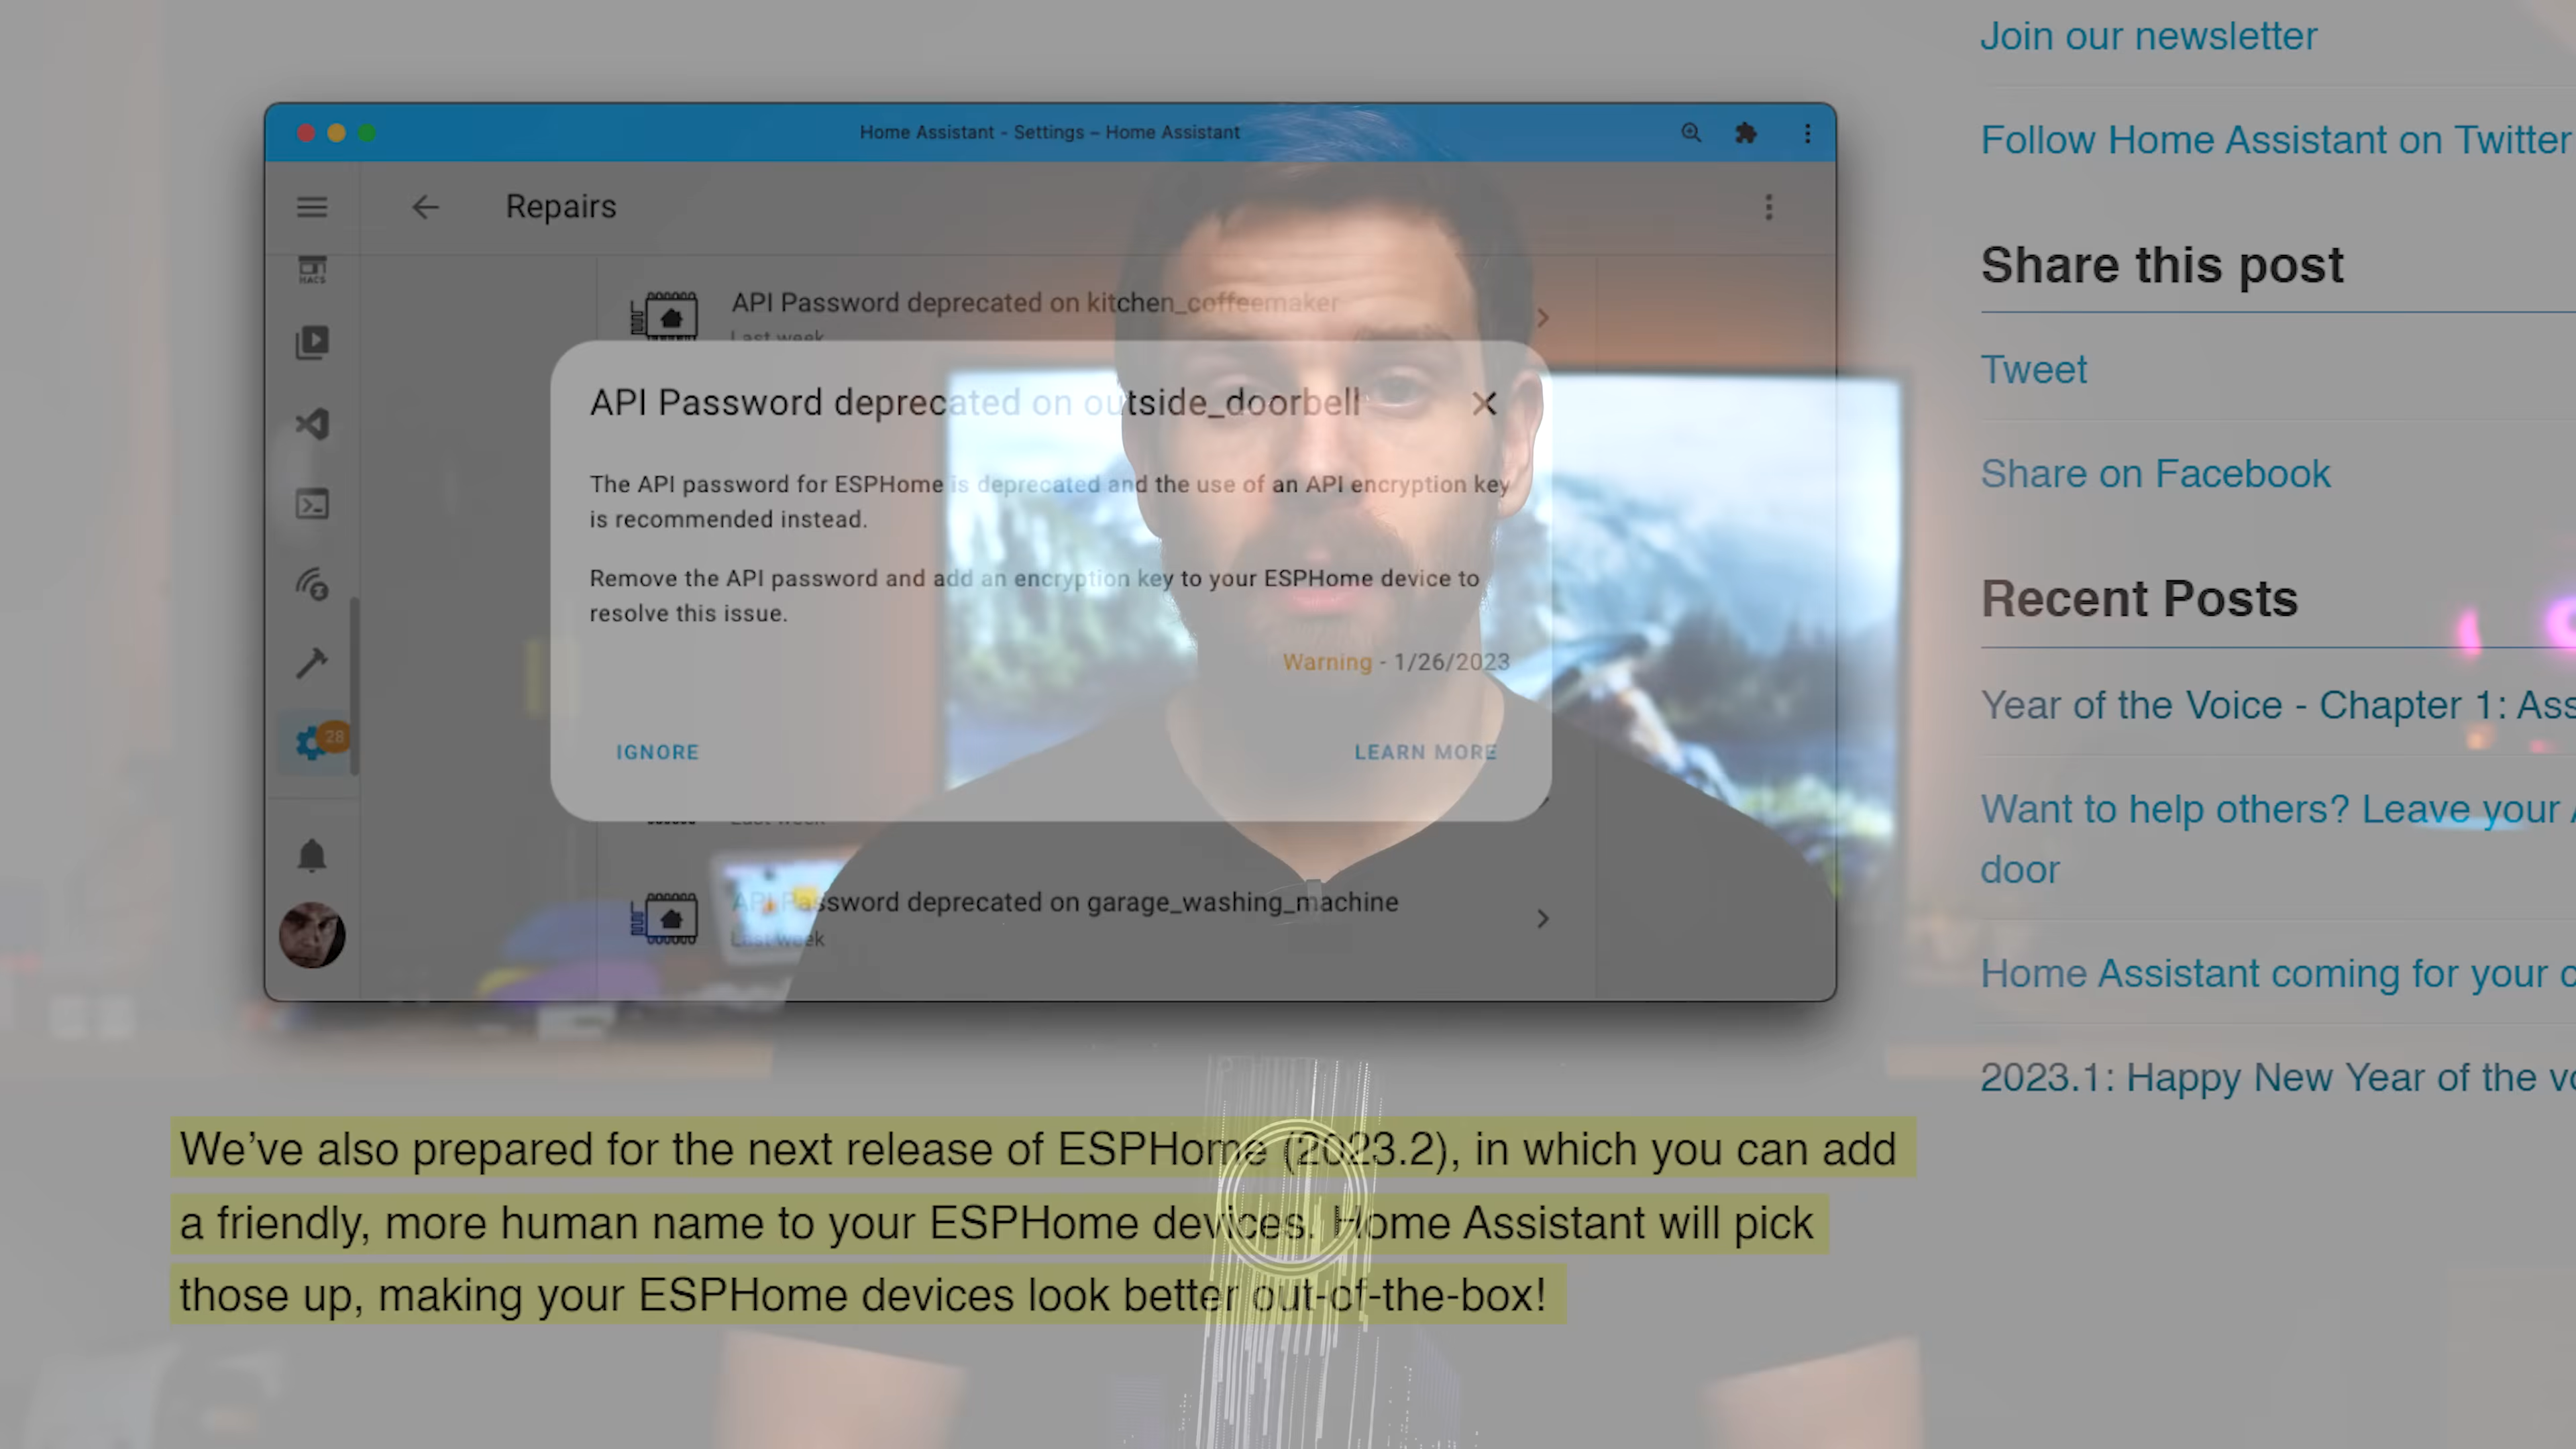 Join our newsletter
Follow Home Assistant on Twitter
Share this post
Tweet
Share on Facebook
Recent Posts
Year of the Voice - Chapter 1: Ass
Want to help others? Leave your
door
Home Assistant coming for your
2023.1: Happy New Year of the vo
Home Assistant - Settings – Home Assistant
Repairs
HACS
API Password deprecated on kitchen_coffeemaker
Last week
API Password deprecated on outside_doorbell
The API password for ESPHome is deprecated and the use of an API encryption key
is recommended instead.
Remove the API password and add an encryption key to your ESPHome device to
resolve this issue.
Warning - 1/26/2023
IGNORE
LEARN MORE
28
Last week
API Password deprecated on garage_washing_machine
Last week
We’ve also prepared for the next release of ESPHome (2023.2), in which you can add
a friendly, more human name to your ESPHome devices. Home Assistant will pick
those up, making your ESPHome devices look better out-of-the-box!